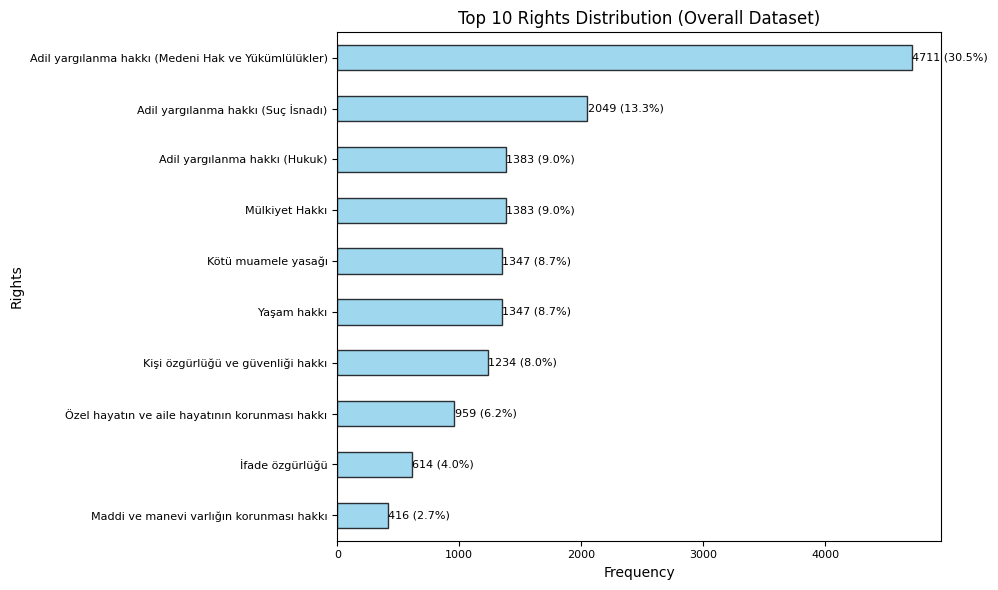 Top 10 Rights Distribution (Overall Dataset)
Adil yargılanma hakkı (Medeni Hak ve Yükümlülükler)
4711 (30.5%)
Adil yargılanma hakkı (Suç İsnadı)
2049 (13.3%)
Adil yargılanma hakkı (Hukuk)
1383 (9.0%)
Mülkiyet Hakkı
1383 (9.0%)
Kötü muamele yasağı
1347 (8.7%)
Yaşam hakkı
1347 (8.7%)
Kişi özgürlüğü ve güvenliği hakkı
1234 (8.0%)
Özel hayatın ve aile hayatının korunması hakkı
959 (6.2%)
İfade özgürlüğü
614 (4.0%)
Maddi ve manevi varlığın korunması hakkı
416 (2.7%)
Rights
0 1000 2000 3000 4000
Frequency